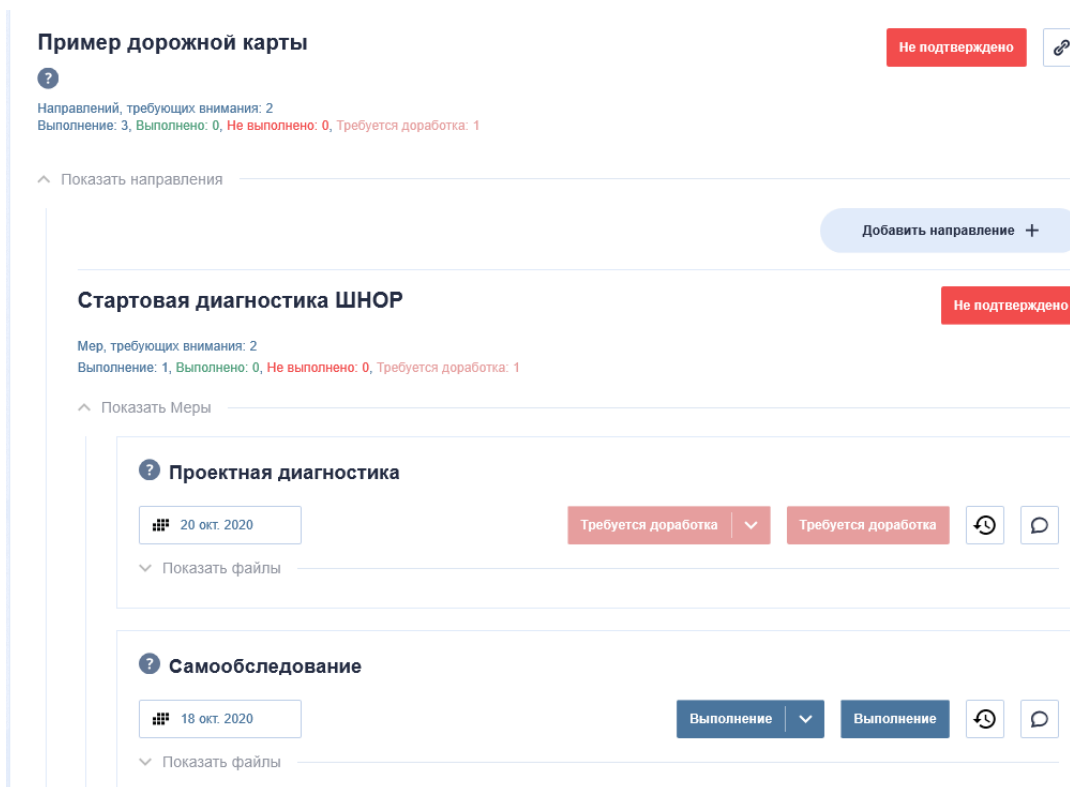 Пример дорожной карты
Не подтверждено
?
Направлений, требующих внимания: 2
Выполнение: 3, Выполнено: 0, Не выполнено: 0, Требуется доработка: 1
Показать направления
Добавить направление +
Стартовая диагностика ШНОР
Не подтверждено
Мер, требующих внимания: 2
Выполнение: 1, Выполнено: 0, Не выполнено: 0, Требуется доработка: 1
Показать Меры
? Проектная диагностика
20 окт. 2020
Требуется доработка
Требуется доработка
Показать файлы
? Самообследование
18 окт. 2020
Выполнение
Выполнение
Показать файлы